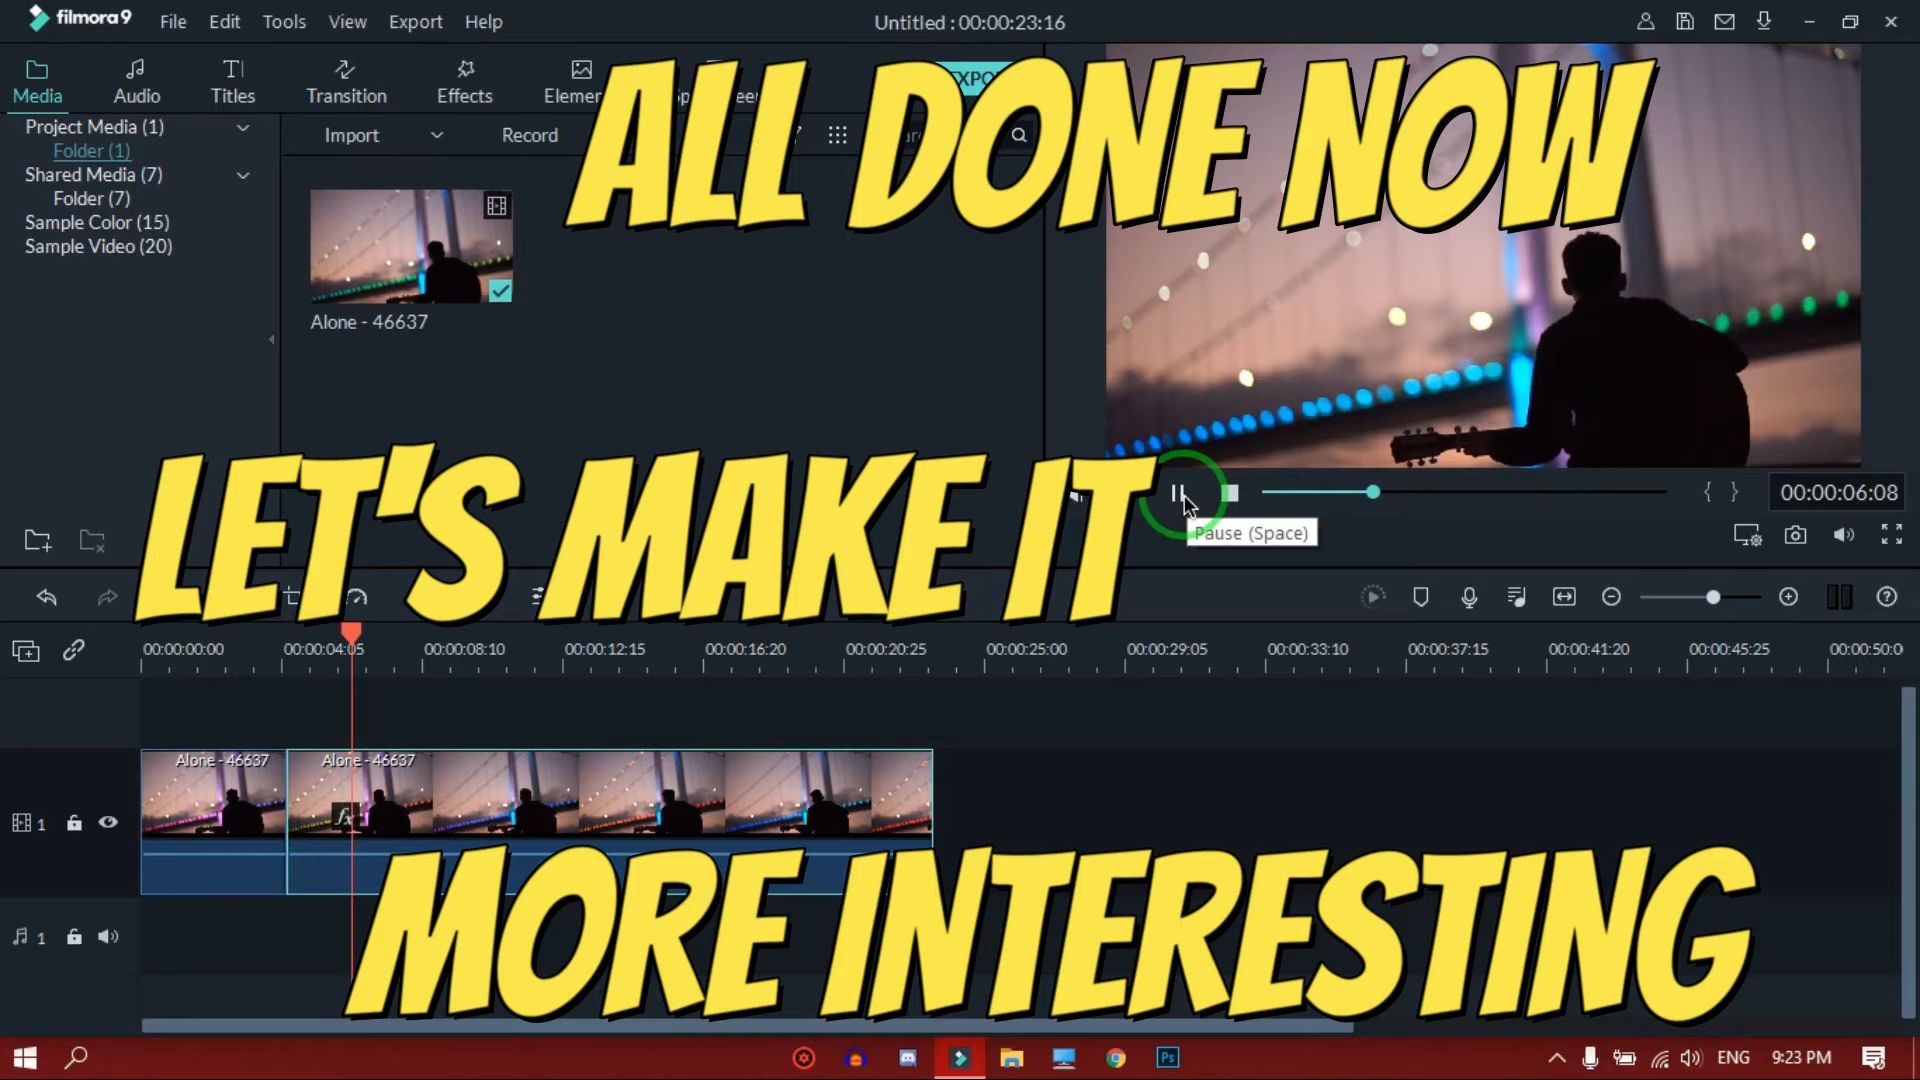 filmora9
File Edit Tools View Export Help
Untitled : 00:00:23:16
ALL DONE NOW
Media Audio Titles Transition Effects
Project Media (1)
Folder (1)
Shared Media (7)
Folder (7)
Sample Color (15)
Sample Video (20)
Import Record
Alone - 46637
LET'S MAKE IT
00:00:06:08
Pause (Space)
00:00:00:00 00:00:04:05 00:00:08:10 00:00:12:15 00:00:16:20 00:00:20:25 00:00:25:00 00:00:29:05 00:00:33:10 00:00:37:15 00:00:41:20 00:00:45:25 00:00:50:0
Alone - 46637 Alone - 46637
fx
1
1
MORE INTERESTING
Ps
ENG 9:23 PM